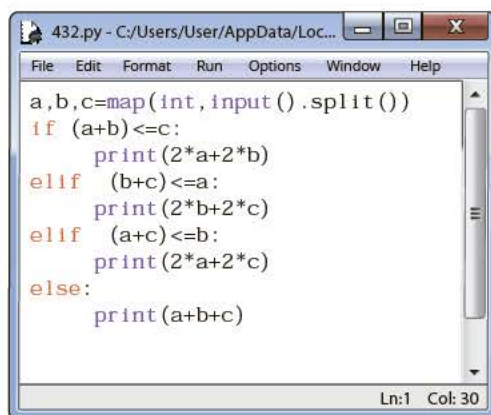 432.py - C:/Users/User/AppData/Loc...
File Edit Format Run Options Window Help
a,b,c=map(int,input().split())
if (a+b)<=c:
print(2*a+2*b)
elif (b+c)<=a:
print(2*b+2*c)
elif (a+c)<=b:
print(2*a+2*c)
else:
print(a+b+c)
Ln:1 Col: 30